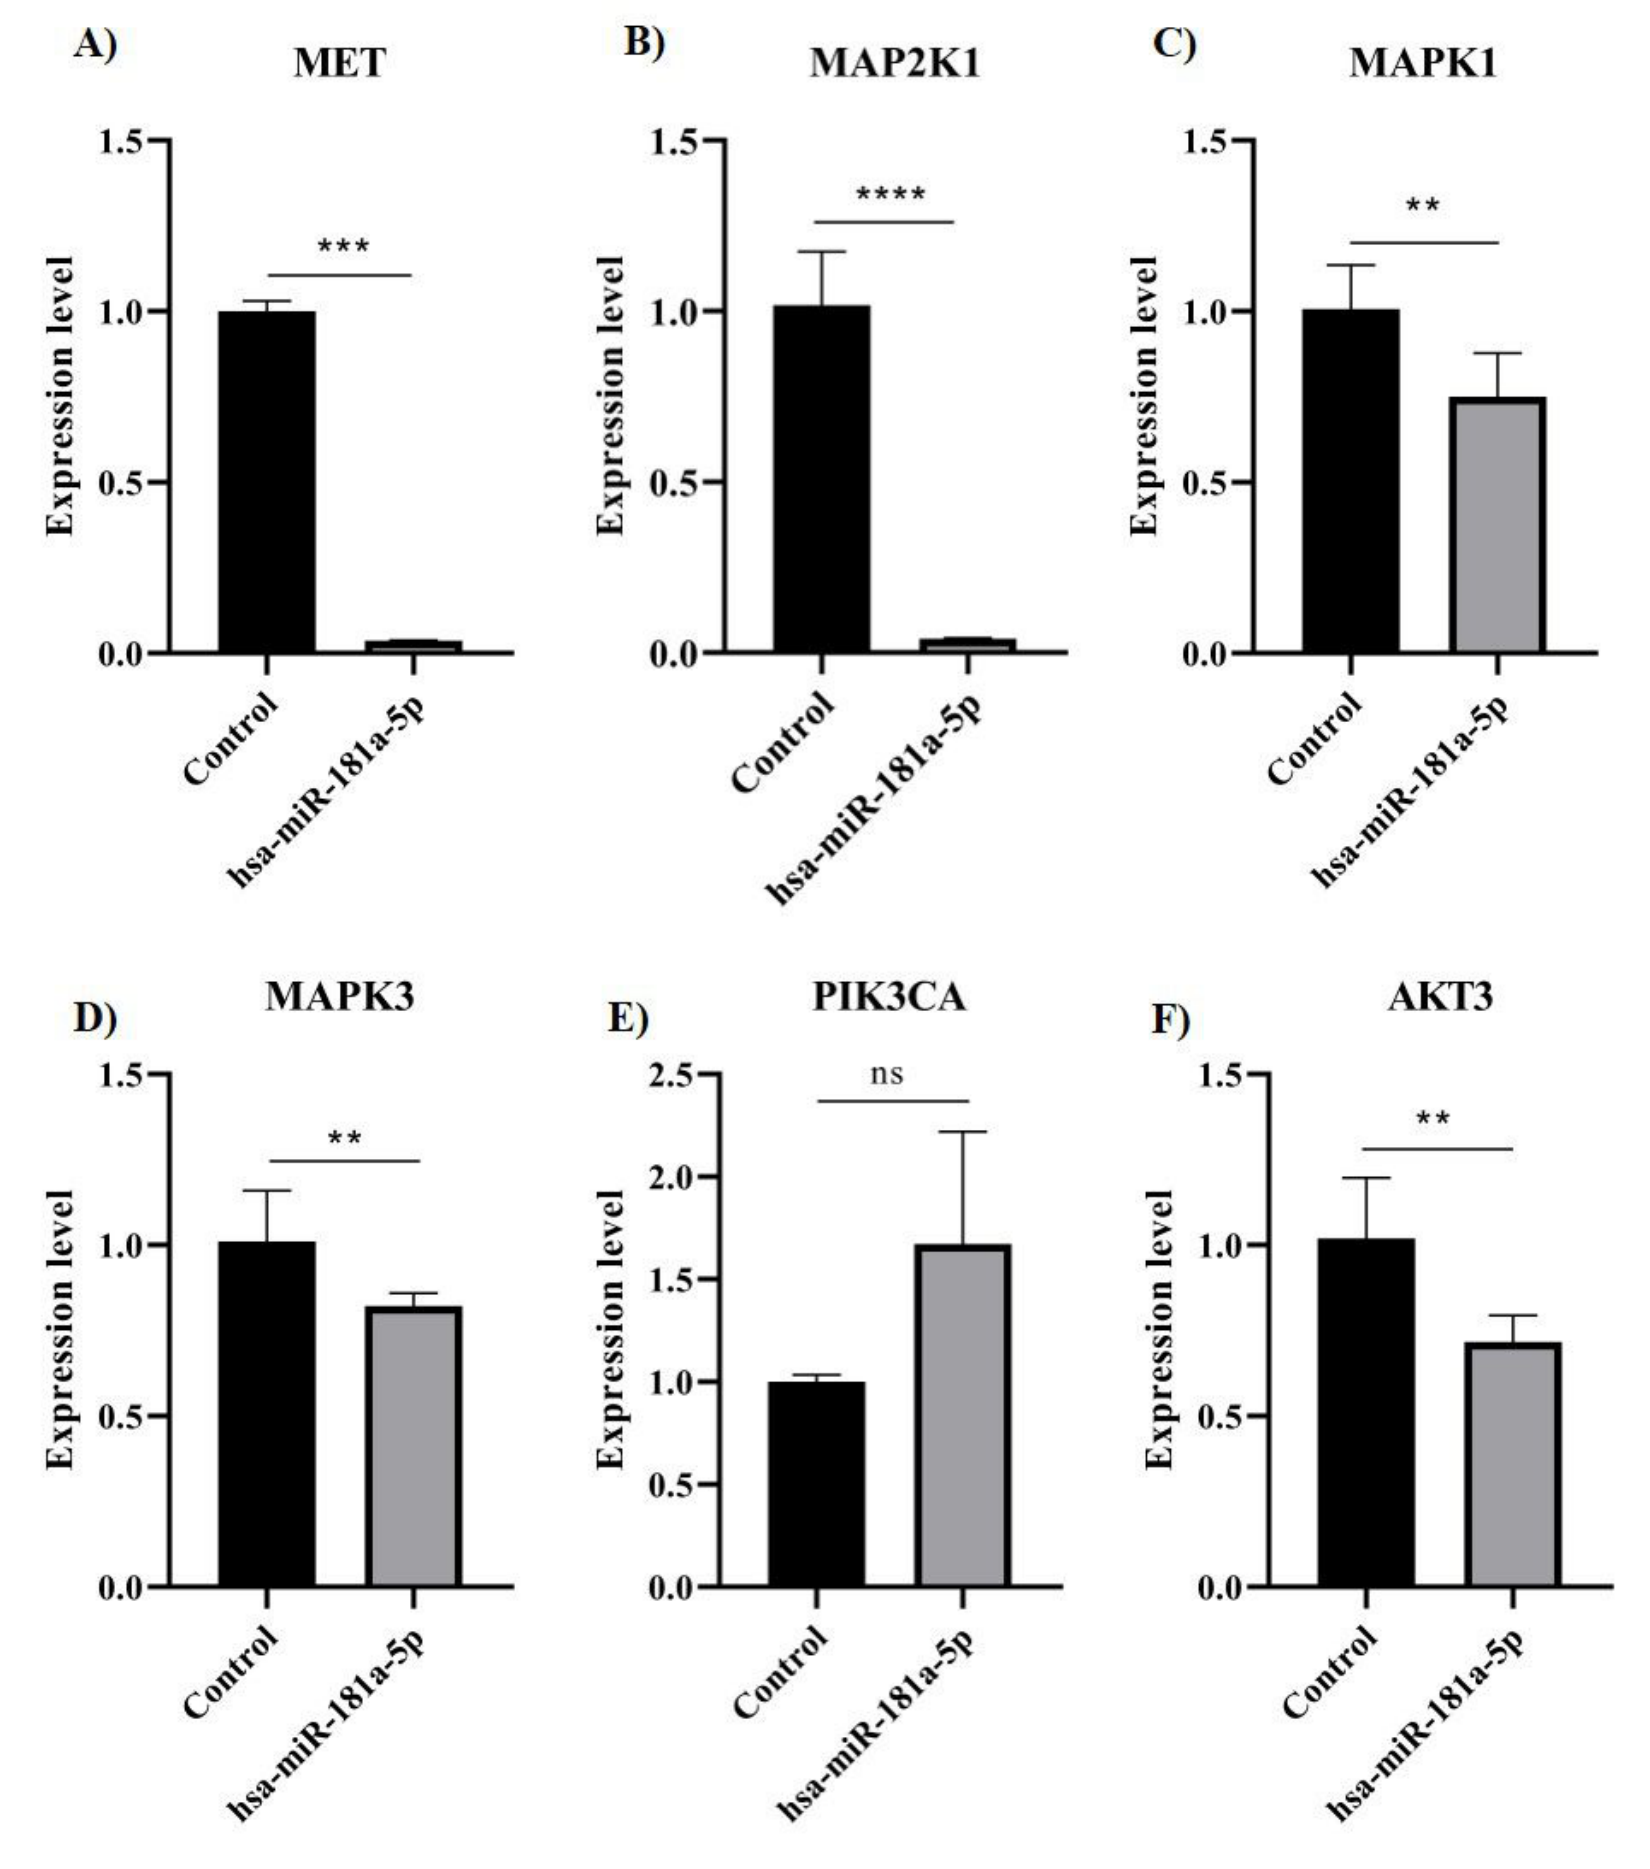 A)
MET
1.5
1.0
0.5
0.0
Expression level
***
Control
hsa-miR-181a-5p
B)
MAP2K1
1.5
1.0
0.5
0.0
Expression level
****
Control
hsa-miR-181a-5p
C)
MAPK1
1.5
1.0
0.5
0.0
Expression level
**
Control
hsa-miR-181a-5p
D)
MAPK3
1.5
1.0
0.5
0.0
Expression level
**
Control
hsa-miR-181a-5p
E)
PIK3CA
2.5
2.0
1.5
1.0
0.5
0.0
Expression level
ns
Control
hsa-miR-181a-5p
F)
AKT3
1.5
1.0
0.5
0.0
Expression level
**
Control
hsa-miR-181a-5p